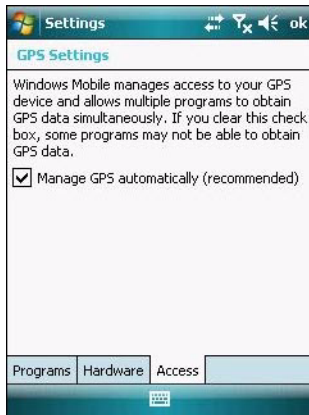 Settings ok
GPS Settings
Windows Mobile manages access to your GPS
device and allows multiple programs to obtain
GPS data simultaneously. If you clear this check
box, some programs may not be able to obtain
GPS data.
Manage GPS automatically (recommended)
Programs Hardware Access